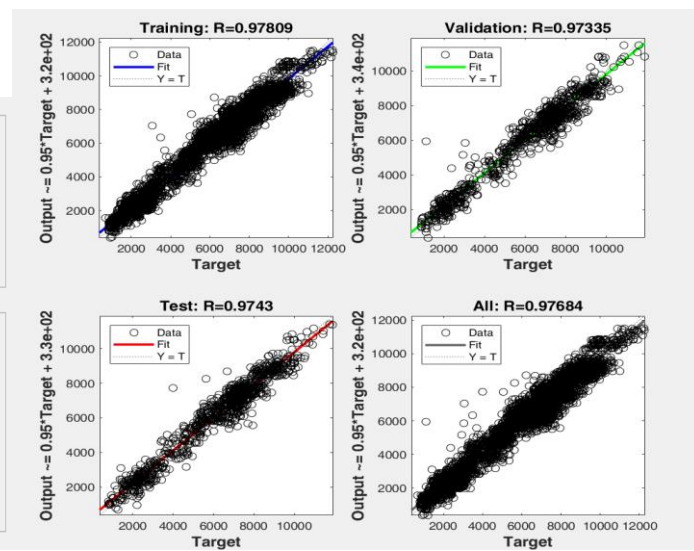 Training: R=0.97809
Output ~= 0.95*Target + 3.2e+02
12000
10000
8000
6000
4000
2000
Data
Fit
Y = T
2000 4000 6000 8000 10000 12000
Target
Validation: R=0.97335
Output ~= 0.95*Target + 3.4e+02
10000
8000
6000
4000
2000
Data
Fit
Y = T
2000 4000 6000 8000 10000
Target
Test: R=0.9743
Output ~= 0.95*Target + 3.3e+02
10000
8000
6000
4000
2000
Data
Fit
Y = T
2000 4000 6000 8000 10000
Target
All: R=0.97684
Output ~= 0.95*Target + 3.2e+02
12000
10000
8000
6000
4000
2000
Data
Fit
Y = T
2000 4000 6000 8000 10000 12000
Target